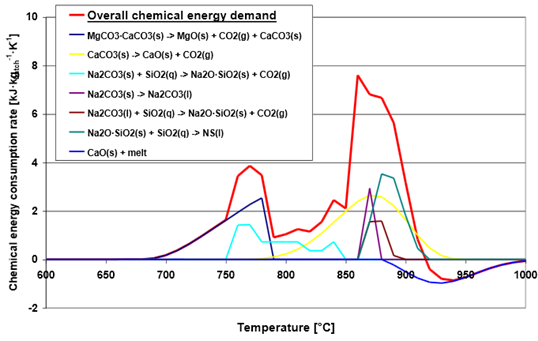 Overall chemical energy demand
MgCO3·CaCO3(s) -> MgO(s) + CO2(g) + CaCO3(s)
CaCO3(s) -> CaO(s) + CO2(g)
Na2CO3(s) + SiO2(q) -> Na2O·SiO2(s) + CO2(g)
Na2CO3(s) -> Na2CO3(l)
Na2CO3(l) + SiO2(q) -> Na2O·SiO2(s) + CO2(g)
Na2O·SiO2(s) + SiO2(q) -> NS(l)
CaO(s) + melt
Chemical energy consumption rate [kJ·kg batch -1·K-1]
10
8
6
4
2
0
-2
600 650 700 750 800 850 900 950 1000
Temperature [°C]